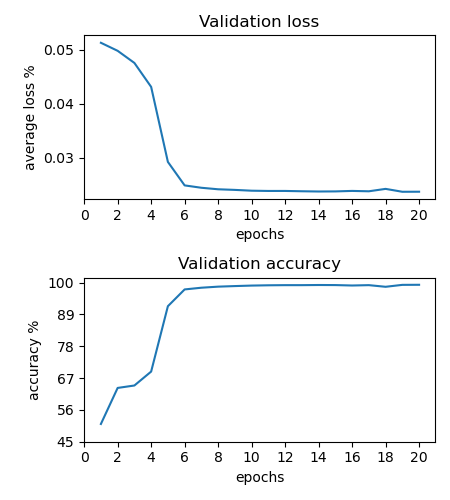 Validation loss
average loss %
0.05
0.04
0.03
0 2 4 6 8 10 12 14 16 18 20
epochs
Validation accuracy
accuracy %
100
89
78
67
56
45
0 2 4 6 8 10 12 14 16 18 20
epochs